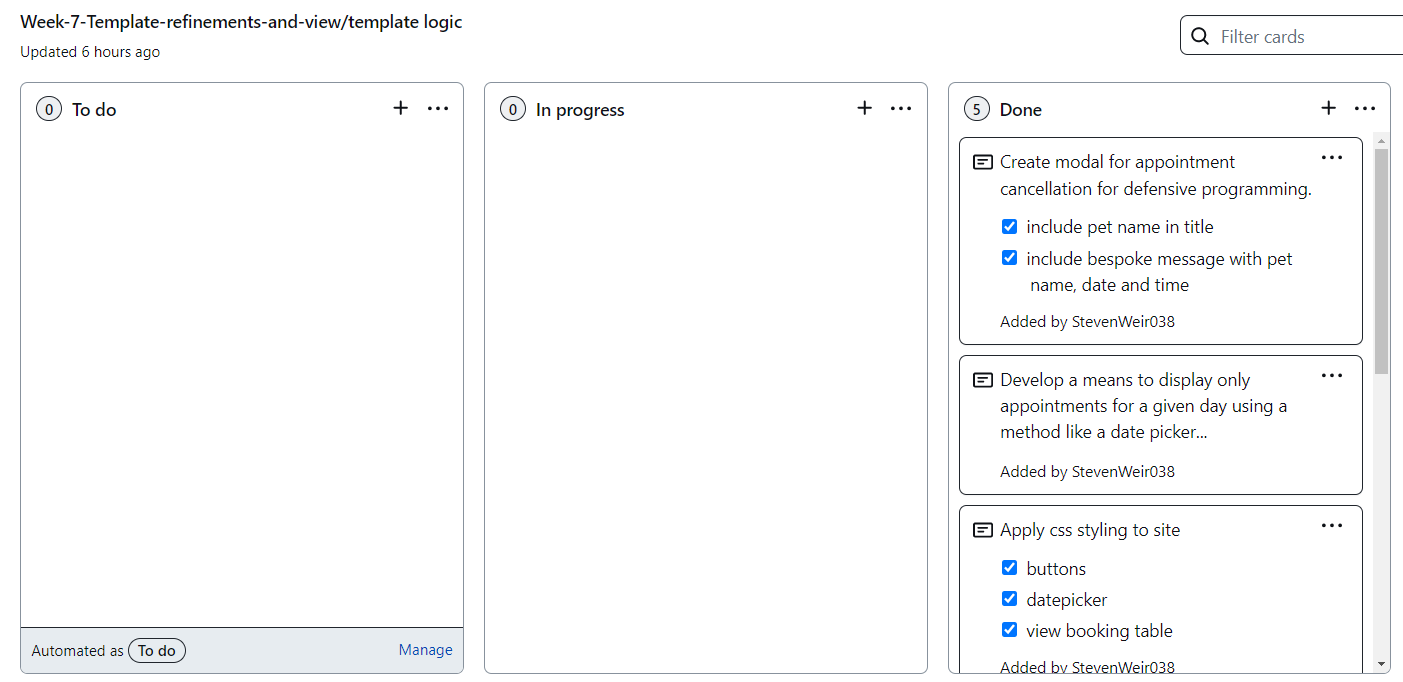 Week-7-Template-refinements-and-view/template logic
Updated 6 hours ago
Filter cards
0 To do
0 In progress
5 Done
Create modal for appointment
cancellation for defensive programming.
include pet name in title
include bespoke message with pet
name, date and time
Added by StevenWeir038
Develop a means to display only
appointments for a given day using a
method like a date picker...
Added by StevenWeir038
Apply css styling to site
buttons
datepicker
view booking table
Added by StevenWeir038
Automated as To do
Manage